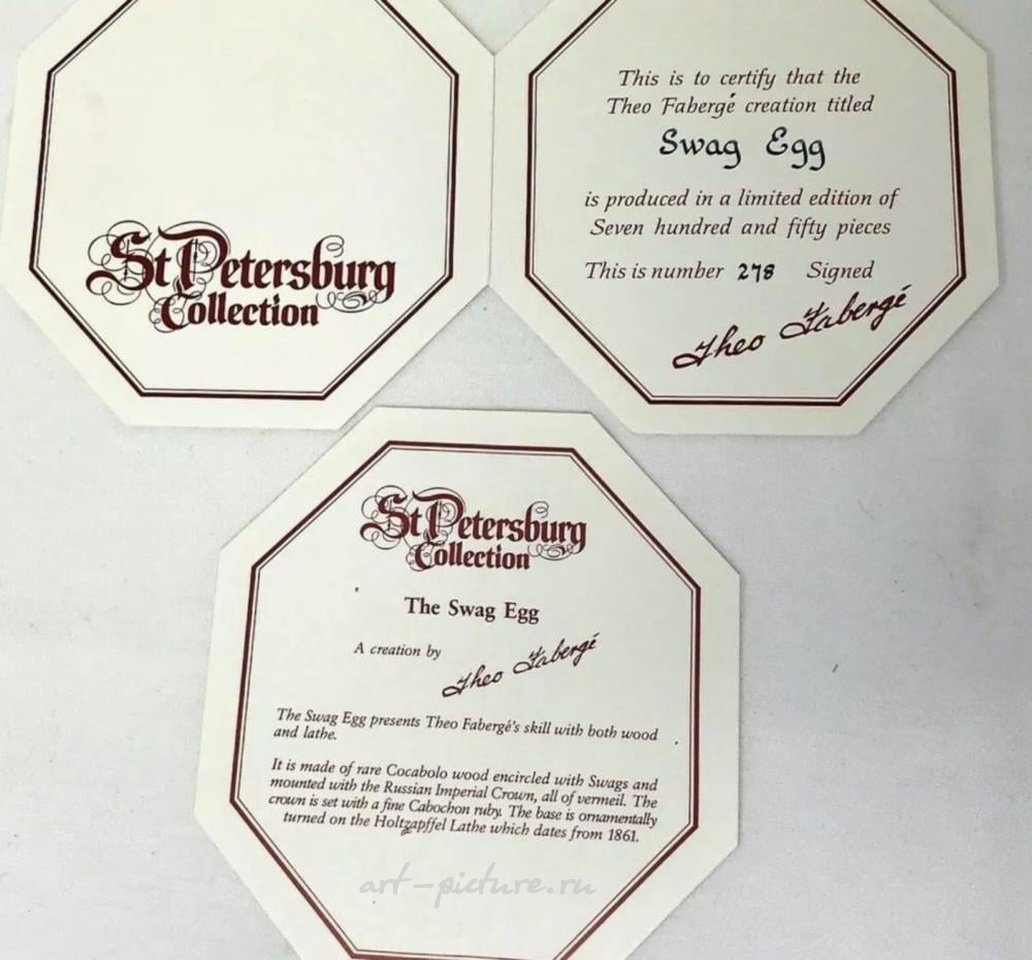 St Petersburg
Collection
This is to certify that the
Theo Fabergé creation titled
Swag Egg
is produced in a limited edition of
Seven hundred and fifty pieces
This is number 278 Signed
Theo Fabergé
St Petersburg
Collection
The Swag Egg
A creation by
Theo Fabergé
The Swag Egg presents Theo Fabergé's skill with both wood
and lathe.
It is made of rare Cocabolo wood encircled with Swags and
mounted with the Russian Imperial Crown, all of vermeil. The
crown is set with a fine Cabochon ruby. The base is ornamentally
turned on the Holtzapffel Lathe which dates from 1861.
art-picture.ru